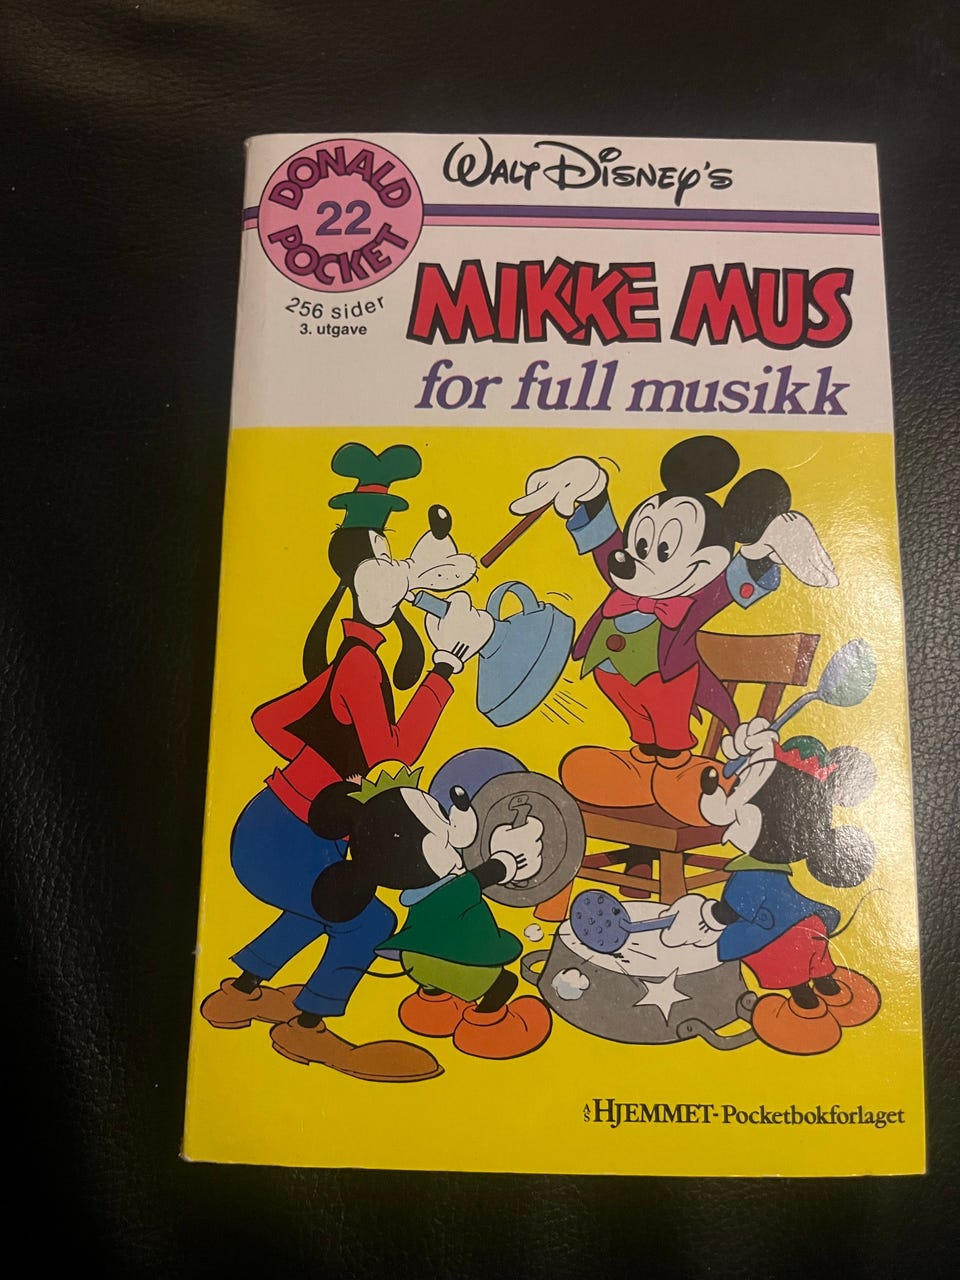 DONALD
22
POCKET
256 sider
3. utgave
WALT DISNEY'S
MIKKE MUS
for full musikk
A/S HJEMMET-Pocketbokforlaget